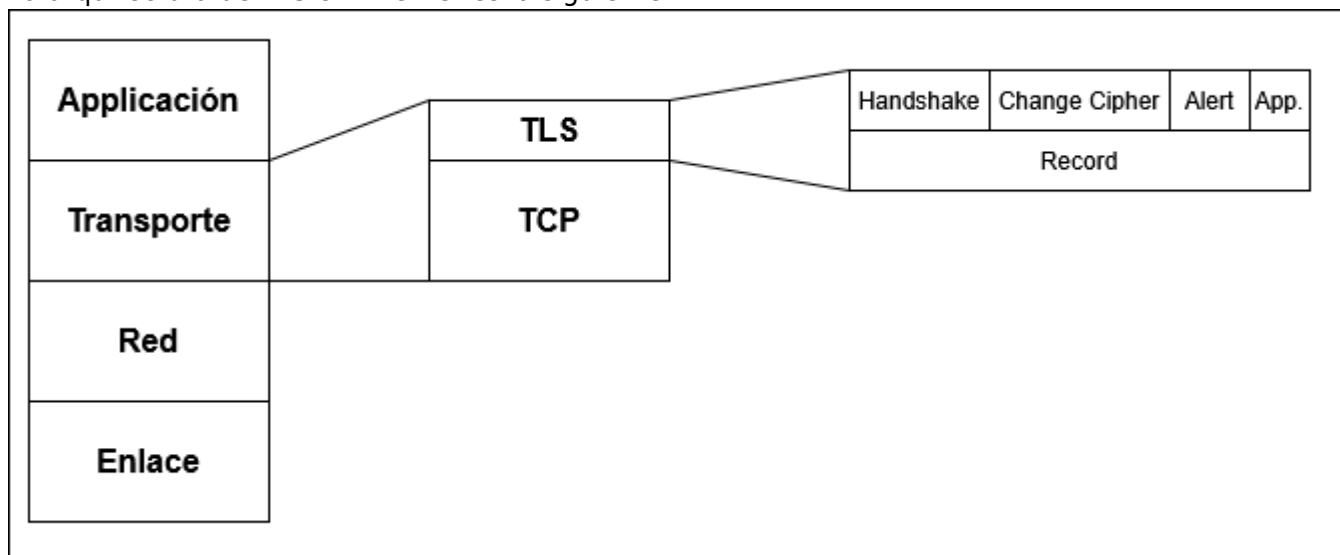 Applicación
Transporte
Red
Enlace
TLS
TCP
Handshake Change Cipher Alert App.
Record